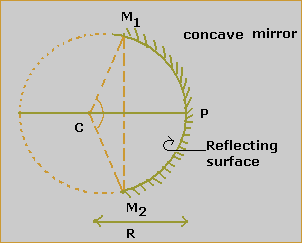 M1
concave mirror
C
P
Reflecting
surface
M2
R